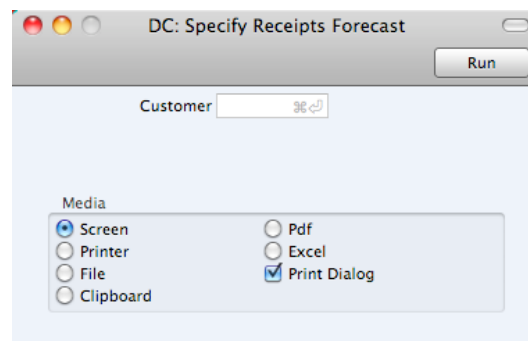 DC: Specify Receipts Forecast
Run
Customer ⌘⏎
Media
Screen Pdf
Printer Excel
File Print Dialog
Clipboard